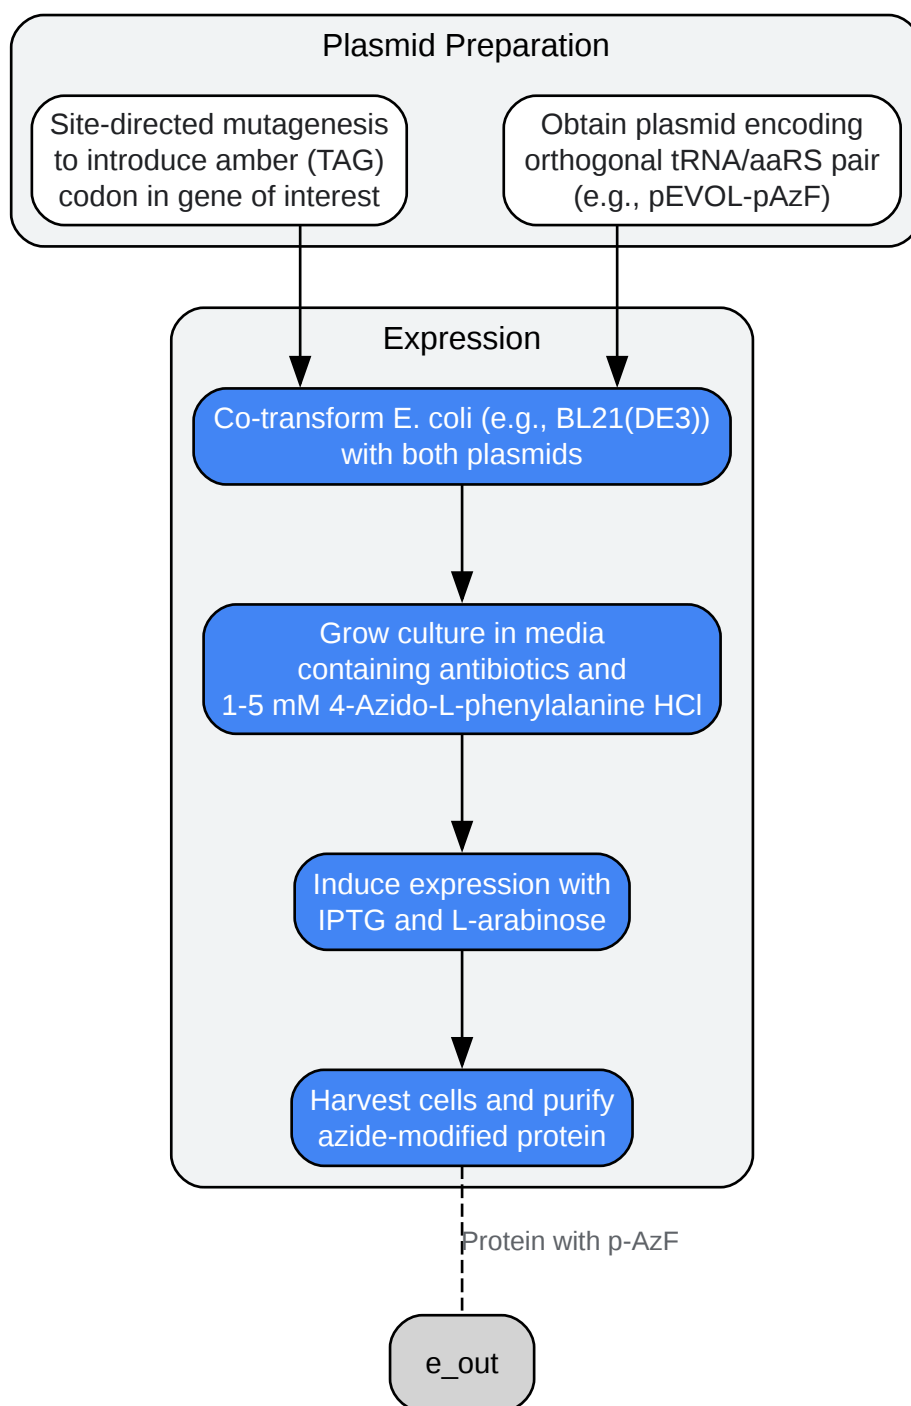 Plasmid Preparation
Site-directed mutagenesis
to introduce amber (TAG)
codon in gene of interest
Obtain plasmid encoding
orthogonal tRNA/aaRS pair
(e.g., pEVOL-pAzF)
Expression
Co-transform E. coli (e.g., BL21(DE3))
with both plasmids
Grow culture in media
containing antibiotics and
1-5 mM 4-Azido-L-phenylalanine HCl
Induce expression with
IPTG and L-arabinose
Harvest cells and purify
azide-modified protein
Protein with p-AzF
e_out